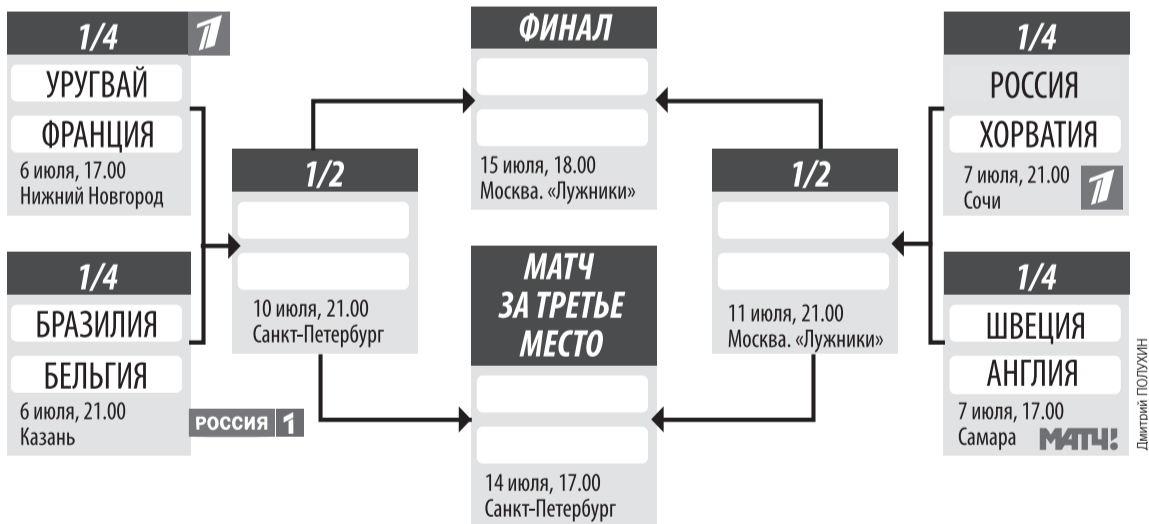 1/4
УРУГВАЙ
ФРАНЦИЯ
6 июля, 17.00
Нижний Новгород
1/4
БРАЗИЛИЯ
БЕЛЬГИЯ
6 июля, 21.00
Казань
РОССИЯ 1
1/2
10 июля, 21.00
Санкт-Петербург
ФИНАЛ
15 июля, 18.00
Москва. «Лужники»
МАТЧ
ЗА ТРЕТЬЕ
МЕСТО
14 июля, 17.00
Санкт-Петербург
1/2
11 июля, 21.00
Москва. «Лужники»
1/4
РОССИЯ
ХОРВАТИЯ
7 июля, 21.00
Сочи
1/4
ШВЕЦИЯ
АНГЛИЯ
7 июля, 17.00
Самара
МАТЧ!
Дмитрий ПОЛУХИН